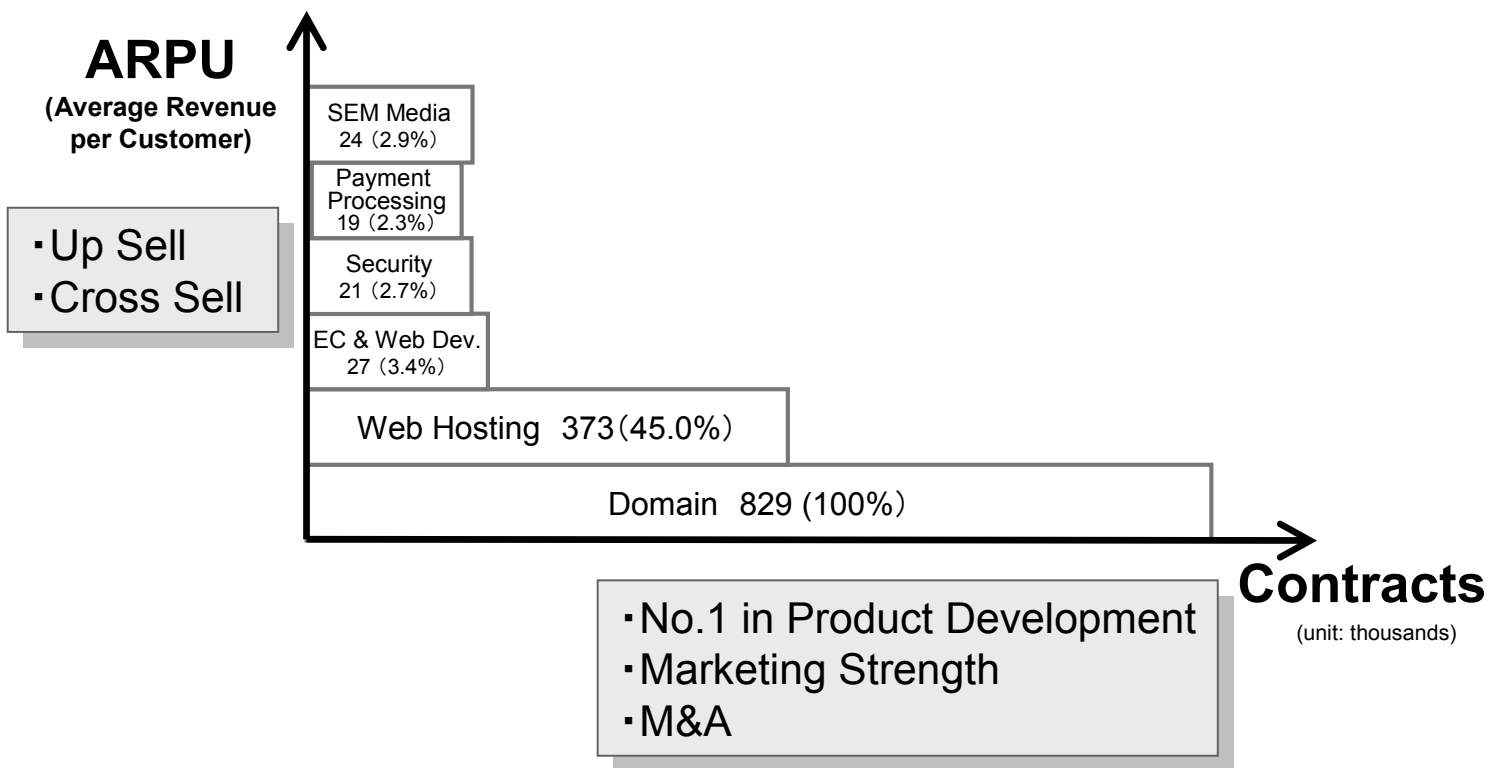 ARPU
(Average Revenue
per Customer)
・Up Sell
・Cross Sell
SEM Media
24（2.9%）
Payment
Processing
19（2.3%）
Security
21（2.7%）
EC & Web Dev.
27（3.4%）
Web Hosting 373（45.0%）
Domain 829 (100%）
Contracts
(unit: thousands)
・No.1 in Product Development
・Marketing Strength
・M&A